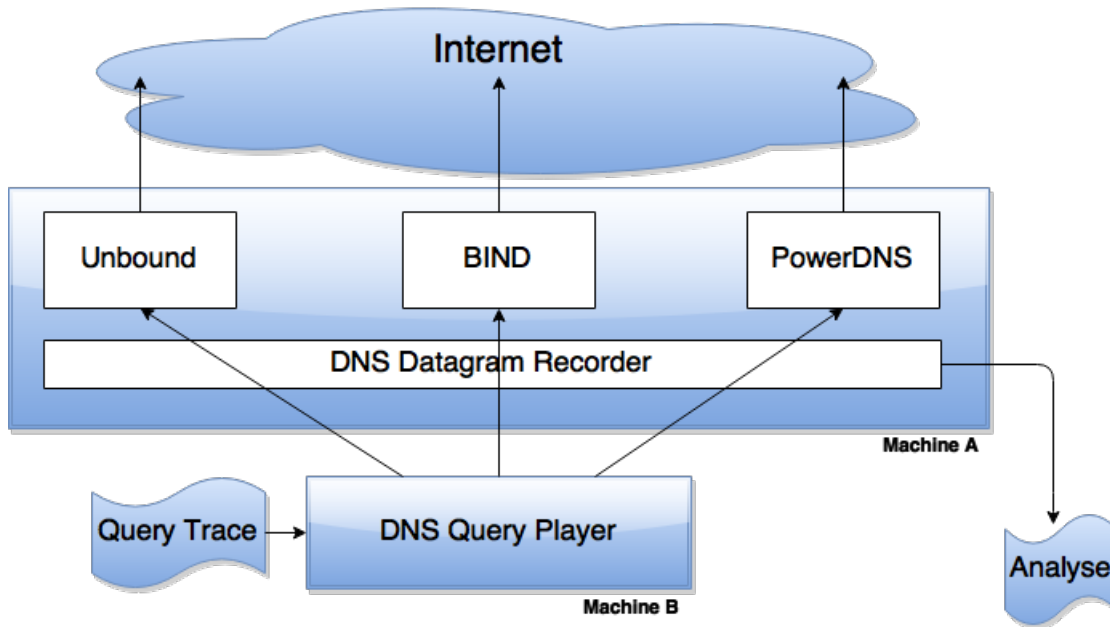 Internet
Unbound
BIND
PowerDNS
DNS Datagram Recorder
Machine A
Query Trace
DNS Query Player
Analyse
Machine B